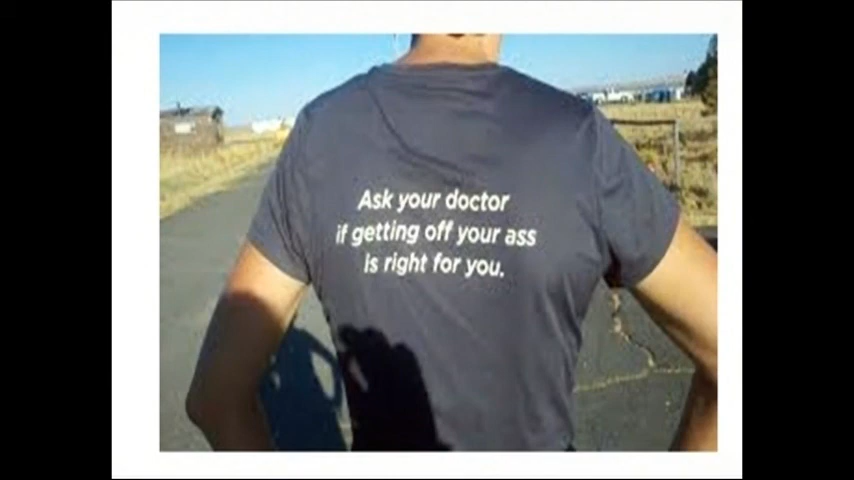 Ask your doctor
if getting off your ass
is right for you.